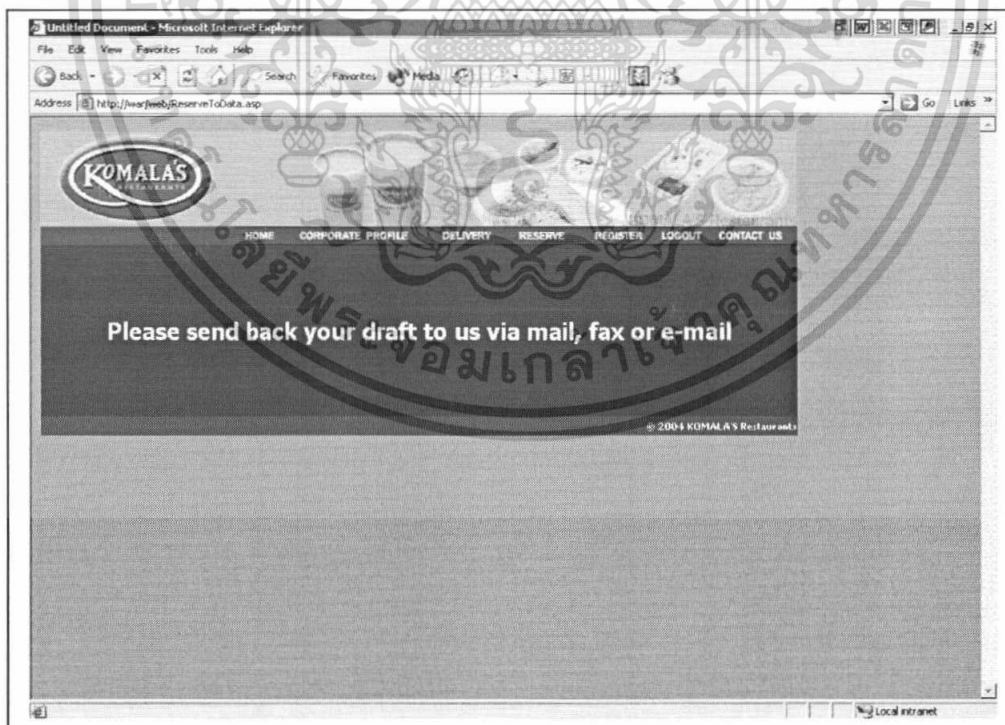 Untitled Document - Microsoft Internet Explorer
File Edit View Favorites Tools Help
Back Search Favorites Media
Address http://warf/web/ReserveToData.asp Go Links
KOMALA'S
RESTAURANTS
HOME CORPORATE PROFILE DELIVERY RESERVE REGISTER LOGOUT CONTACT US
Please send back your draft to us via mail, fax or e-mail
© 2004 KOMALA'S Restaurants
Local intranet